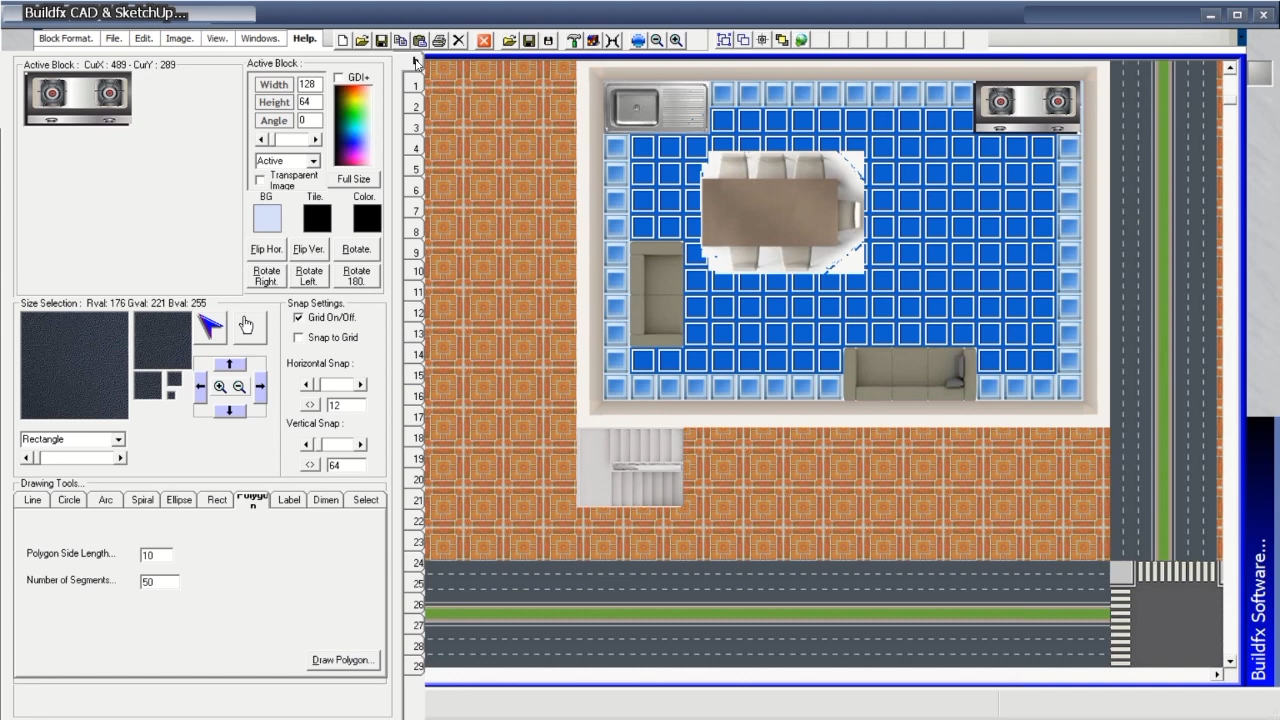 Buildfx CAD & SketchUp...
Block Format. File. Edit. Image. View. Windows. Help.
Active Block : CurX : 489 - CurY : 289
Active Block :
Width 128
Height 64
Angle 0
GDI+
Active
Transparent Image
Full Size
BG Tile. Color.
Flip Hor. Flip Ver. Rotate.
Rotate Right. Rotate Left. Rotate 180.
Size Selection : Rval: 176 Gval: 221 Bval: 255
Rectangle
Snap Settings.
Grid On/Off.
Snap to Grid
Horizontal Snap :
<> 12
Vertical Snap :
<> 64
Drawing Tools...
Line Circle Arc Spiral Ellipse Rect Polygon Label Dimen Select
Polygon Side Length... 10
Number of Segments... 50
Draw Polygon...
1
2
3
4
5
6
7
8
9
10
11
12
13
14
15
16
17
18
19
20
21
22
23
24
25
26
27
28
29
Buildfx Software...